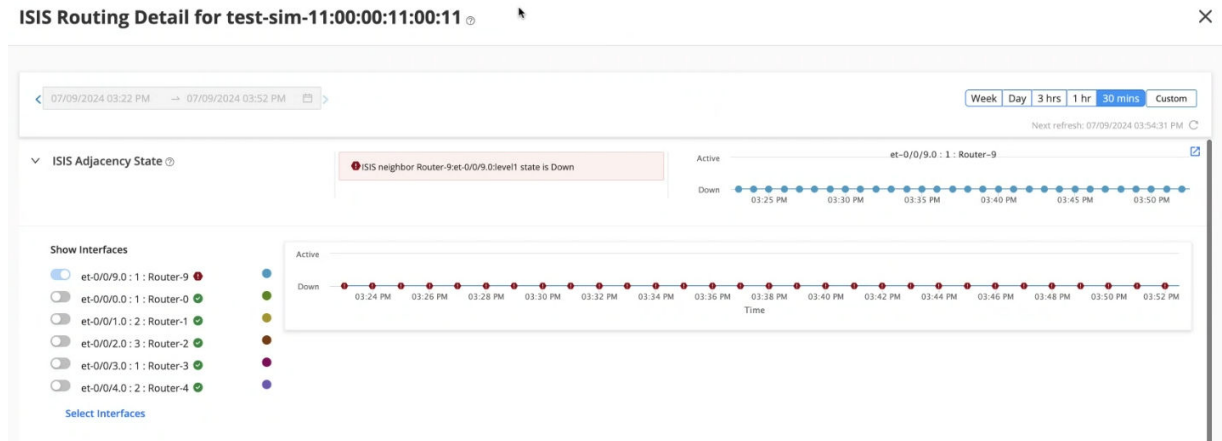 ISIS Routing Detail for test-sim-11:00:00:11:00:11
07/09/2024 03:22 PM → 07/09/2024 03:52 PM
Week Day 3 hrs 1 hr 30 mins Custom
Next refresh: 07/09/2024 03:54:31 PM
ISIS Adjacency State
ISIS neighbor Router-9:et-0/0/9.0:level1 state is Down
et-0/0/9.0 : 1 : Router-9
Active
Down
03:25 PM 03:30 PM 03:35 PM 03:40 PM 03:45 PM 03:50 PM
Show Interfaces
et-0/0/9.0 : 1 : Router-9
et-0/0/0.0 : 1 : Router-0
et-0/0/1.0 : 2 : Router-1
et-0/0/2.0 : 3 : Router-2
et-0/0/3.0 : 1 : Router-3
et-0/0/4.0 : 2 : Router-4
Select Interfaces
Active
Down
03:24 PM 03:26 PM 03:28 PM 03:30 PM 03:32 PM 03:34 PM 03:36 PM 03:38 PM 03:40 PM 03:42 PM 03:44 PM 03:46 PM 03:48 PM 03:50 PM 03:52 PM
Time